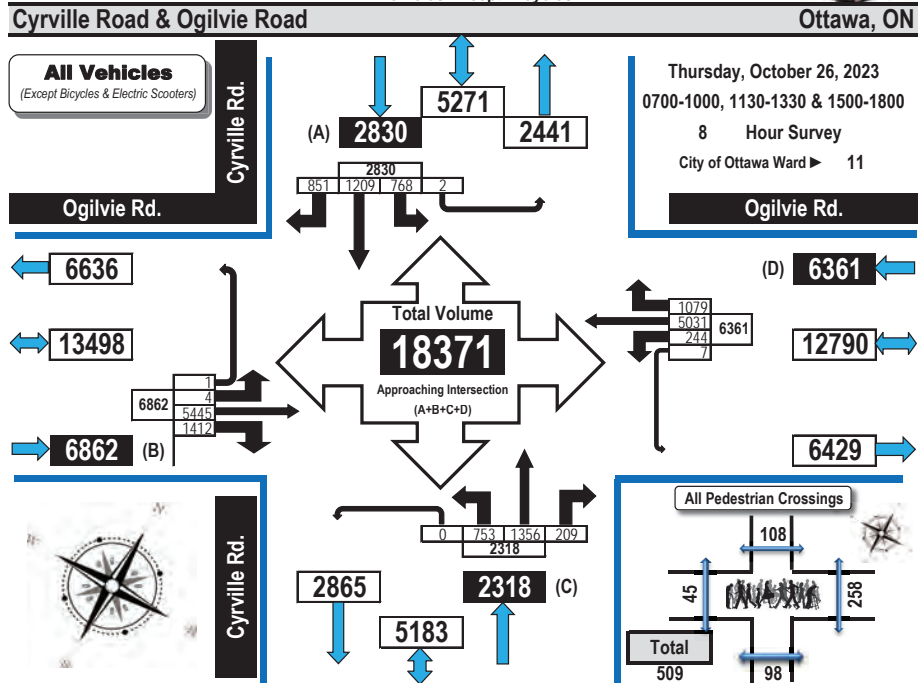 Cyrville Road & Ogilvie Road
Ottawa, ON
All Vehicles
(Except Bicycles & Electric Scooters)
Cyrville Rd.
Ogilvie Rd.
5271
(A) 2830
2441
2830
851 1209 768 2
Thursday, October 26, 2023
0700-1000, 1130-1330 & 1500-1800
8 Hour Survey
City of Ottawa Ward ► 11
Ogilvie Rd.
6636
13498
6862 (B)
6862
1
4
5445
1412
Total Volume
18371
Approaching Intersection
(A+B+C+D)
1079
5031
244
7
6361
(D) 6361
12790
6429
0 753 1356 209
2318
2865
2318 (C)
5183
Cyrville Rd.
All Pedestrian Crossings
108
45
258
98
Total
509